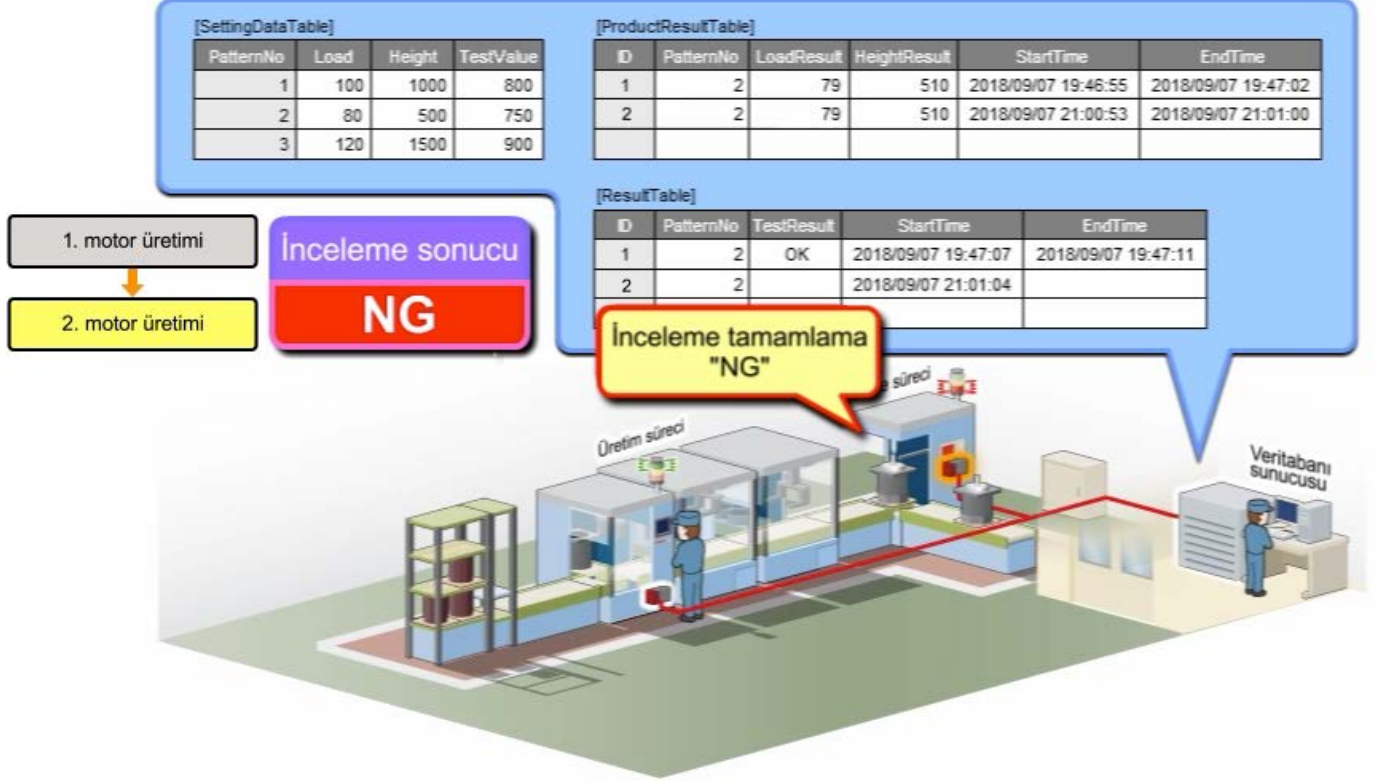 [SettingDataTable]
PatternNo Load Height TestValue
1 100 1000 800
2 80 500 750
3 120 1500 900
[ProductResultTable]
ID PatternNo LoadResult HeightResult StartTime EndTime
1 2 79 510 2018/09/07 19:46:55 2018/09/07 19:47:02
2 2 79 510 2018/09/07 21:00:53 2018/09/07 21:01:00
[ResultTable]
ID PatternNo TestResult StartTime EndTime
1 2 OK 2018/09/07 19:47:07 2018/09/07 19:47:11
2 2 2018/09/07 21:01:04
1. motor üretimi
2. motor üretimi
İnceleme sonucu
NG
İnceleme tamamlama
"NG"
süreci
Üretim süreci
Veritabanı
sunucusu